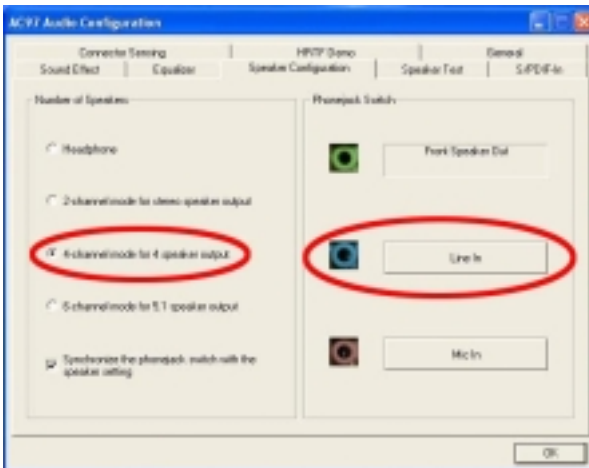 AC97 Audio Configuration
Connector Sensing
HRTF Demo
General
Sound Effect
Equalizer
Speaker Configuration
Speaker Test
S/PDIF-In
Number of Speakers
Phonejack Switch
Headphone
Front Speaker Out
2-channel mode for stereo speaker output
4-channel mode for 4 speaker output
Line In
6-channel mode for 5.1 speaker output
Mic In
Synchronize the phonejack switch with the
speaker setting
OK